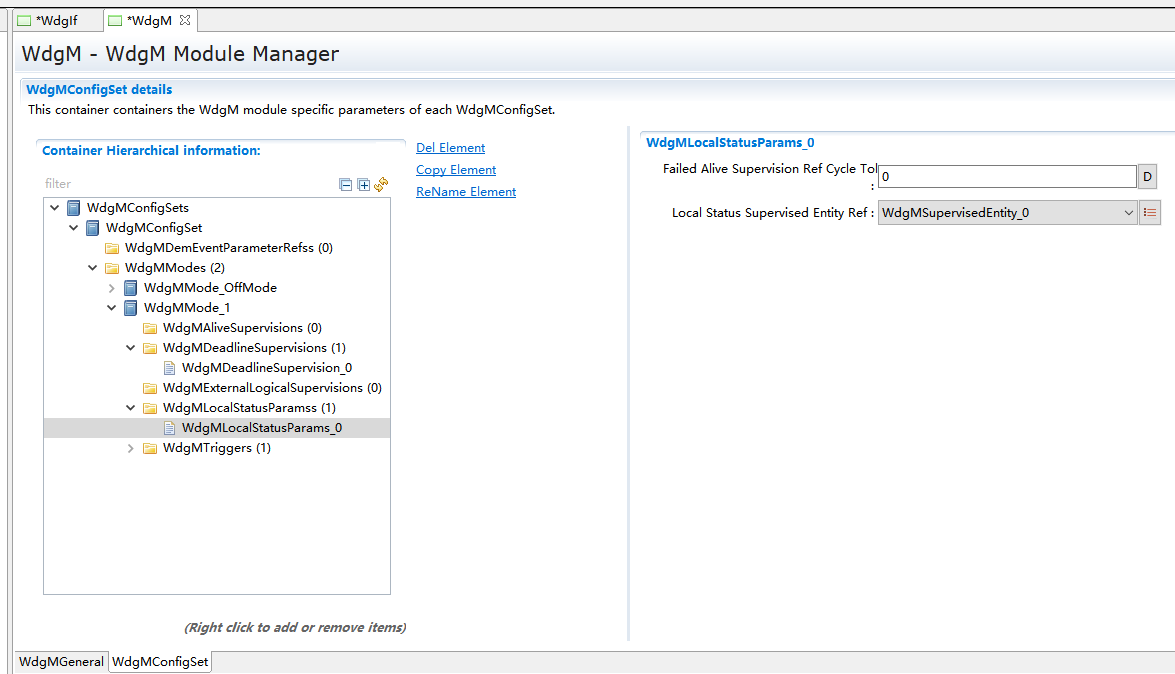 *WdgIf
*WdgM
WdgM - WdgM Module Manager
WdgMConfigSet details
This container containers the WdgM module specific parameters of each WdgMConfigSet.
Container Hierarchical information:
filter
WdgMConfigSets
WdgMConfigSet
WdgMDemEventParameterRefss (0)
WdgMModes (2)
WdgMMode_OffMode
WdgMMode_1
WdgMAliveSupervisions (0)
WdgMDeadlineSupervisions (1)
WdgMDeadlineSupervision_0
WdgMExternalLogicalSupervisions (0)
WdgMLocalStatusParamss (1)
WdgMLocalStatusParams_0
WdgMTriggers (1)
(Right click to add or remove items)
Del Element
Copy Element
ReName Element
WdgMLocalStatusParams_0
Failed Alive Supervision Ref Cycle Tol
:
0
D
Local Status Supervised Entity Ref :
WdgMSupervisedEntity_0
WdgMGeneral
WdgMConfigSet